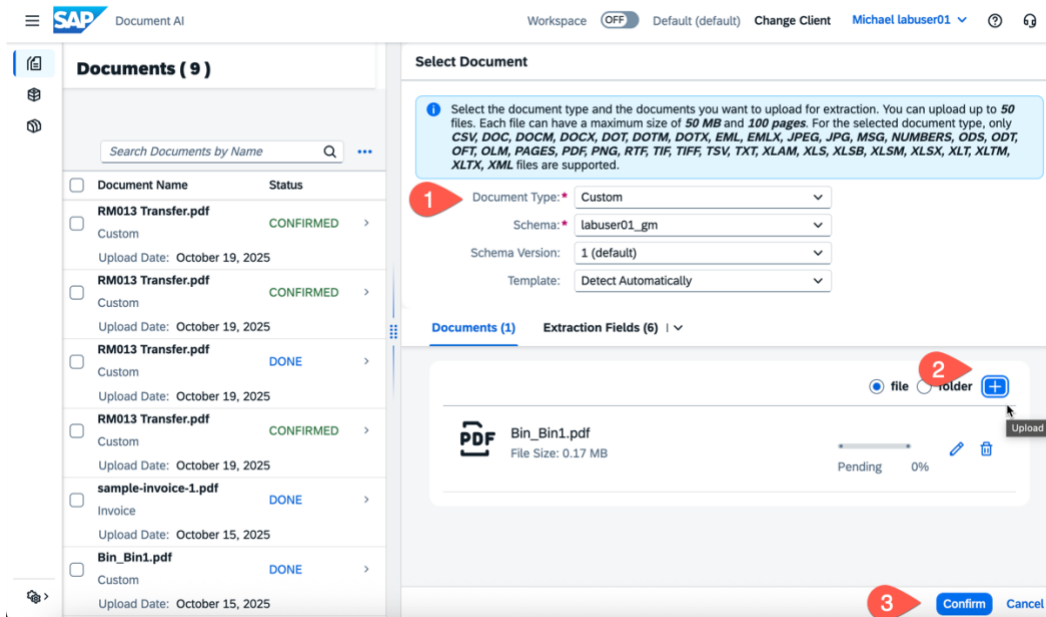 SAP Document AI
Workspace OFF Default (default) Change Client Michael labuser01
Documents ( 9 )
Search Documents by Name
Document Name Status
RM013 Transfer.pdf
Custom
CONFIRMED
Upload Date: October 19, 2025
RM013 Transfer.pdf
Custom
CONFIRMED
Upload Date: October 19, 2025
RM013 Transfer.pdf
Custom
DONE
Upload Date: October 19, 2025
RM013 Transfer.pdf
Custom
CONFIRMED
Upload Date: October 19, 2025
sample-invoice-1.pdf
Invoice
DONE
Upload Date: October 15, 2025
Bin_Bin1.pdf
Custom
DONE
Upload Date: October 15, 2025
Select Document
Select the document type and the documents you want to upload for extraction. You can upload up to 50
files. Each file can have a maximum size of 50 MB and 100 pages. For the selected document type, only
CSV, DOC, DOCM, DOCX, DOT, DOTM, DOTX, EML, EMLX, JPEG, JPG, MSG, NUMBERS, ODS, ODT,
OFT, OLM, PAGES, PDF, PNG, RTF, TIF, TIFF, TSV, TXT, XLAM, XLS, XLSB, XLSM, XLSX, XLT, XLTM,
XLTX, XML files are supported.
1
Document Type:* Custom
Schema:* labuser01_gm
Schema Version: 1 (default)
Template: Detect Automatically
Documents (1) Extraction Fields (6)
2
file folder
Upload
PDF
Bin_Bin1.pdf
File Size: 0.17 MB
Pending 0%
3
Confirm Cancel